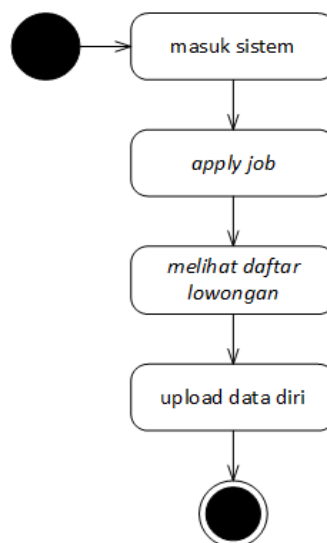 masuk sistem
apply job
melihat daftar
lowongan
upload data diri